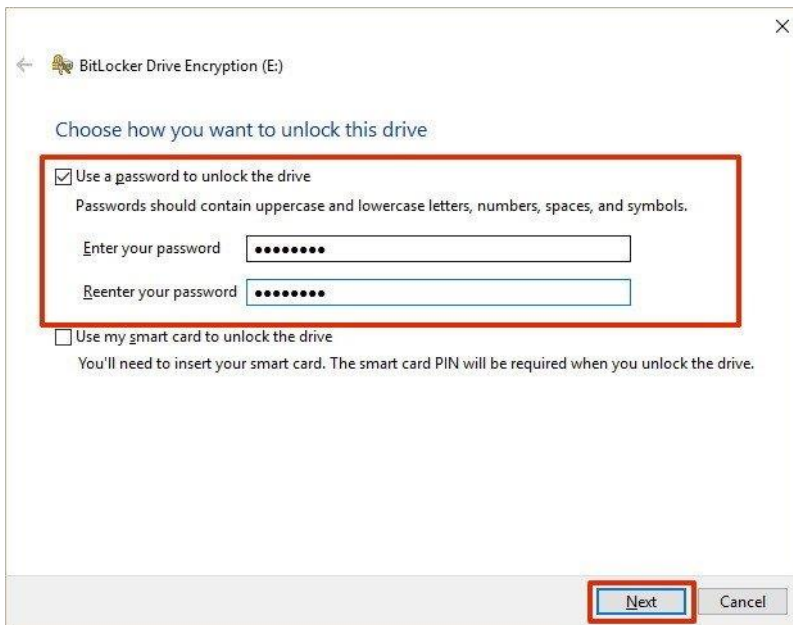 BitLocker Drive Encryption (E:)
Choose how you want to unlock this drive
Use a password to unlock the drive
Passwords should contain uppercase and lowercase letters, numbers, spaces, and symbols.
Enter your password ●●●●●●●●
Reenter your password ●●●●●●●●
Use my smart card to unlock the drive
You'll need to insert your smart card. The smart card PIN will be required when you unlock the drive.
Next Cancel